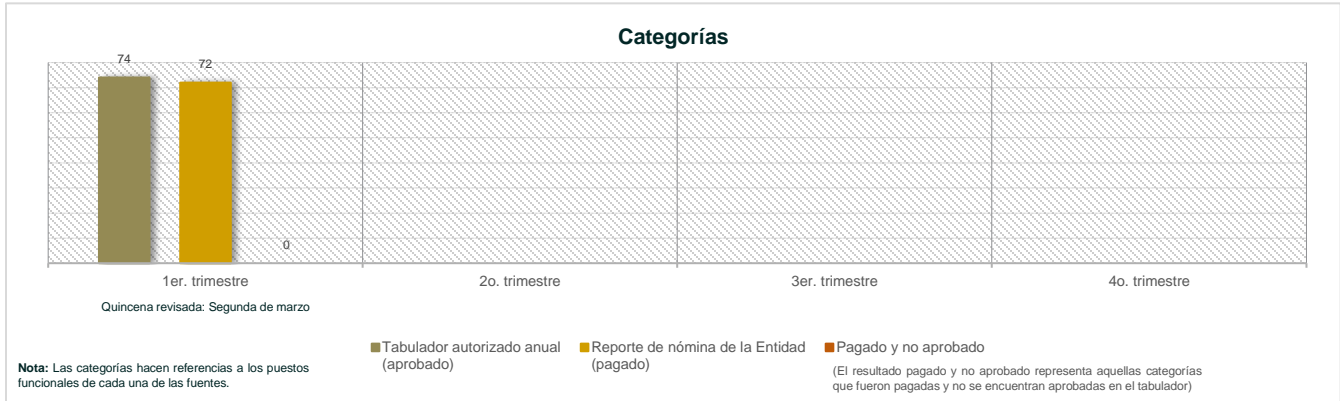 Categorías
74
72
0
1er. trimestre
2o. trimestre
3er. trimestre
4o. trimestre
Quincena revisada: Segunda de marzo
Tabulador autorizado anual
(aprobado)
Reporte de nómina de la Entidad
(pagado)
Pagado y no aprobado
Nota: Las categorías hacen referencias a los puestos
funcionales de cada una de las fuentes.
(El resultado pagado y no aprobado representa aquellas categorías
que fueron pagadas y no se encuentran aprobadas en el tabulador)